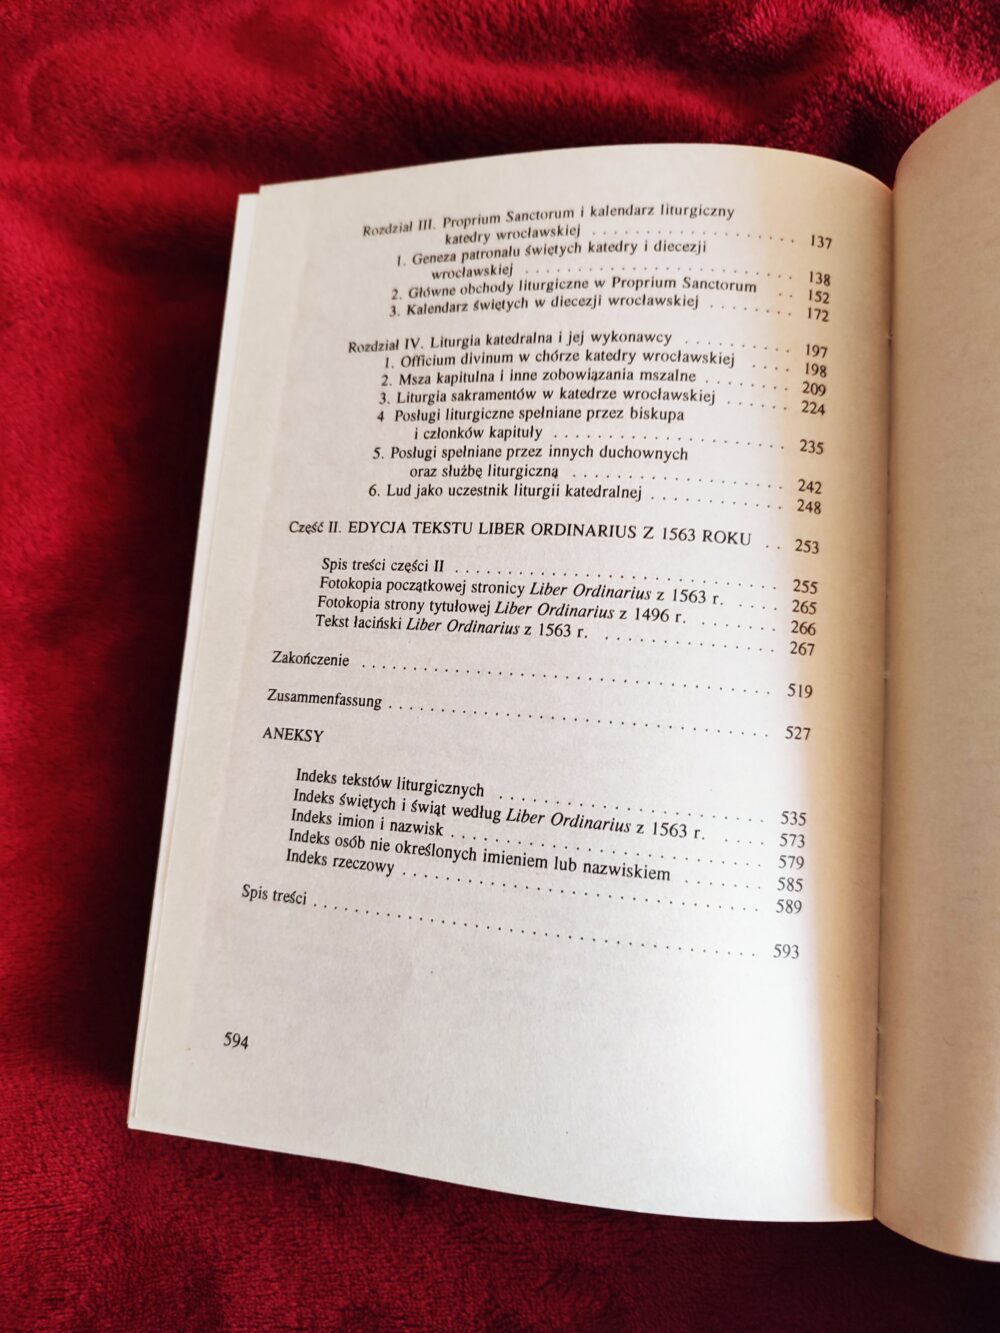 Rozdział III. Proprium Sanctorum i kalendarz liturgiczny
katedry wrocławskiej . . . . . . . . . . . . . . . . . . . 137
1. Geneza patronału świętych katedry i diecezji
wrocławskiej . . . . . . . . . . . . . . . . . . . . . . . . . 138
2. Główne obchody liturgiczne w Proprium Sanctorum . . 152
3. Kalendarz świętych w diecezji wrocławskiej . . . . . . . . 172
Rozdział IV. Liturgia katedralna i jej wykonawcy . . . . . . . . . . 197
1. Officium divinum w chórze katedry wrocławskiej . . . . 198
2. Msza kapitulna i inne zobowiązania mszalne . . . . . . . . 209
3. Liturgia sakramentów w katedrze wrocławskiej . . . . . . 224
4 Posługi liturgiczne spełniane przez biskupa
i członków kapituły . . . . . . . . . . . . . . . . . . . . . 235
5. Posługi spełniane przez innych duchownych
oraz służbę liturgiczną . . . . . . . . . . . . . . . . . . . 242
6. Lud jako uczestnik liturgii katedralnej . . . . . . . . . . . . 248
Część II. EDYCJA TEKSTU LIBER ORDINARIUS Z 1563 ROKU . . 253
Spis treści części II . . . . . . . . . . . . . . . . . . . . . . . . . . . . . 255
Fotokopia początkowej stronicy Liber Ordinarius z 1563 r. . . . . 265
Fotokopia strony tytułowej Liber Ordinarius z 1496 r. . . . . . . . 266
Tekst łaciński Liber Ordinarius z 1563 r. . . . . . . . . . . . . . . . . 267
Zakończenie . . . . . . . . . . . . . . . . . . . . . . . . . . . . . . . . . . . . . 519
Zusammenfassung . . . . . . . . . . . . . . . . . . . . . . . . . . . . . . . . . . . 527
ANEKSY
Indeks tekstów liturgicznych . . . . . . . . . . . . . . . . . . . . . . . . . 535
Indeks świętych i świąt według Liber Ordinarius z 1563 r. . . . . 573
Indeks imion i nazwisk . . . . . . . . . . . . . . . . . . . . . . . . . . . . 579
Indeks osób nie określonych imieniem lub nazwiskiem . . . . . . . 585
Indeks rzeczowy . . . . . . . . . . . . . . . . . . . . . . . . . . . . . . . . . 589
Spis treści . . . . . . . . . . . . . . . . . . . . . . . . . . . . . . . . . . . . . . . . 593
594